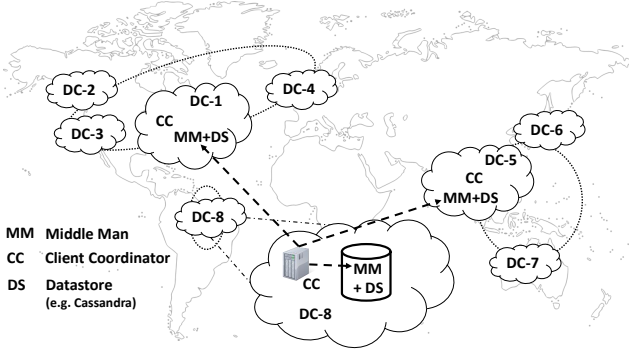 DC-2
DC-1
DC-4
CC
DC-3
MM+DS
DC-6
DC-5
CC
MM+DS
DC-8
MM Middle Man
CC Client Coordinator
DS Datastore
(e.g. Cassandra)
DC-7
MM
+ DS
CC
DC-8